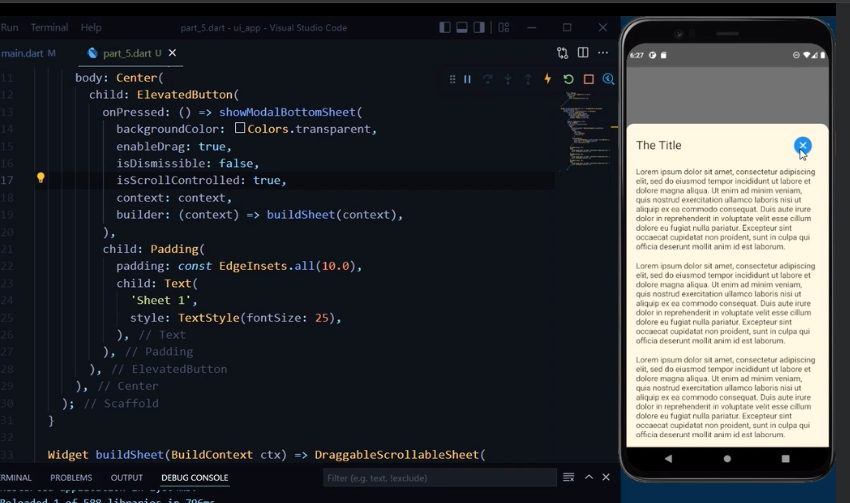 Run Terminal Help
part_5.dart - ui_app - Visual Studio Code
main.dart M
part_5.dart U
11 body: Center(
12 child: ElevatedButton(
13 onPressed: () => showModalBottomSheet(
14 backgroundColor: Colors.transparent,
15 enableDrag: true,
16 isDismissible: false,
17 isScrollControlled: true,
18 context: context,
19 builder: (context) => buildSheet(context),
20 ),
21 child: Padding(
22 padding: const EdgeInsets.all(10.0),
23 child: Text(
24 'Sheet 1',
25 style: TextStyle(fontSize: 25),
26 ), // Text
27 ), // Padding
28 ), // ElevatedButton
29 ), // Center
30 ); // Scaffold
31 }
32
33 Widget buildSheet(BuildContext ctx) => DraggableScrollableSheet(
RMINAL PROBLEMS OUTPUT DEBUG CONSOLE
Filter (e.g. text, !exclude)
Reloaded 1 of 588 libraries in 796ms
6:27
The Title
Lorem ipsum dolor sit amet, consectetur adipiscing
elit, sed do eiusmod tempor incididunt ut labore et
dolore magna aliqua. Ut enim ad minim veniam,
quis nostrud exercitation ullamco laboris nisi ut
aliquip ex ea commodo consequat. Duis aute irure
dolor in reprehenderit in voluptate velit esse cillum
dolore eu fugiat nulla pariatur. Excepteur sint
occaecat cupidatat non proident, sunt in culpa qui
officia deserunt mollit anim id est laborum.
Lorem ipsum dolor sit amet, consectetur adipiscing
elit, sed do eiusmod tempor incididunt ut labore et
dolore magna aliqua. Ut enim ad minim veniam,
quis nostrud exercitation ullamco laboris nisi ut
aliquip ex ea commodo consequat. Duis aute irure
dolor in reprehenderit in voluptate velit esse cillum
dolore eu fugiat nulla pariatur. Excepteur sint
occaecat cupidatat non proident, sunt in culpa qui
officia deserunt mollit anim id est laborum.
Lorem ipsum dolor sit amet, consectetur adipiscing
elit, sed do eiusmod tempor incididunt ut labore et
dolore magna aliqua. Ut enim ad minim veniam,
quis nostrud exercitation ullamco laboris nisi ut
aliquip ex ea commodo consequat. Duis aute irure
dolor in reprehenderit in voluptate velit esse cillum
dolore eu fugiat nulla pariatur. Excepteur sint
occaecat cupidatat non proident, sunt in culpa qui
officia deserunt mollit anim id est laborum.